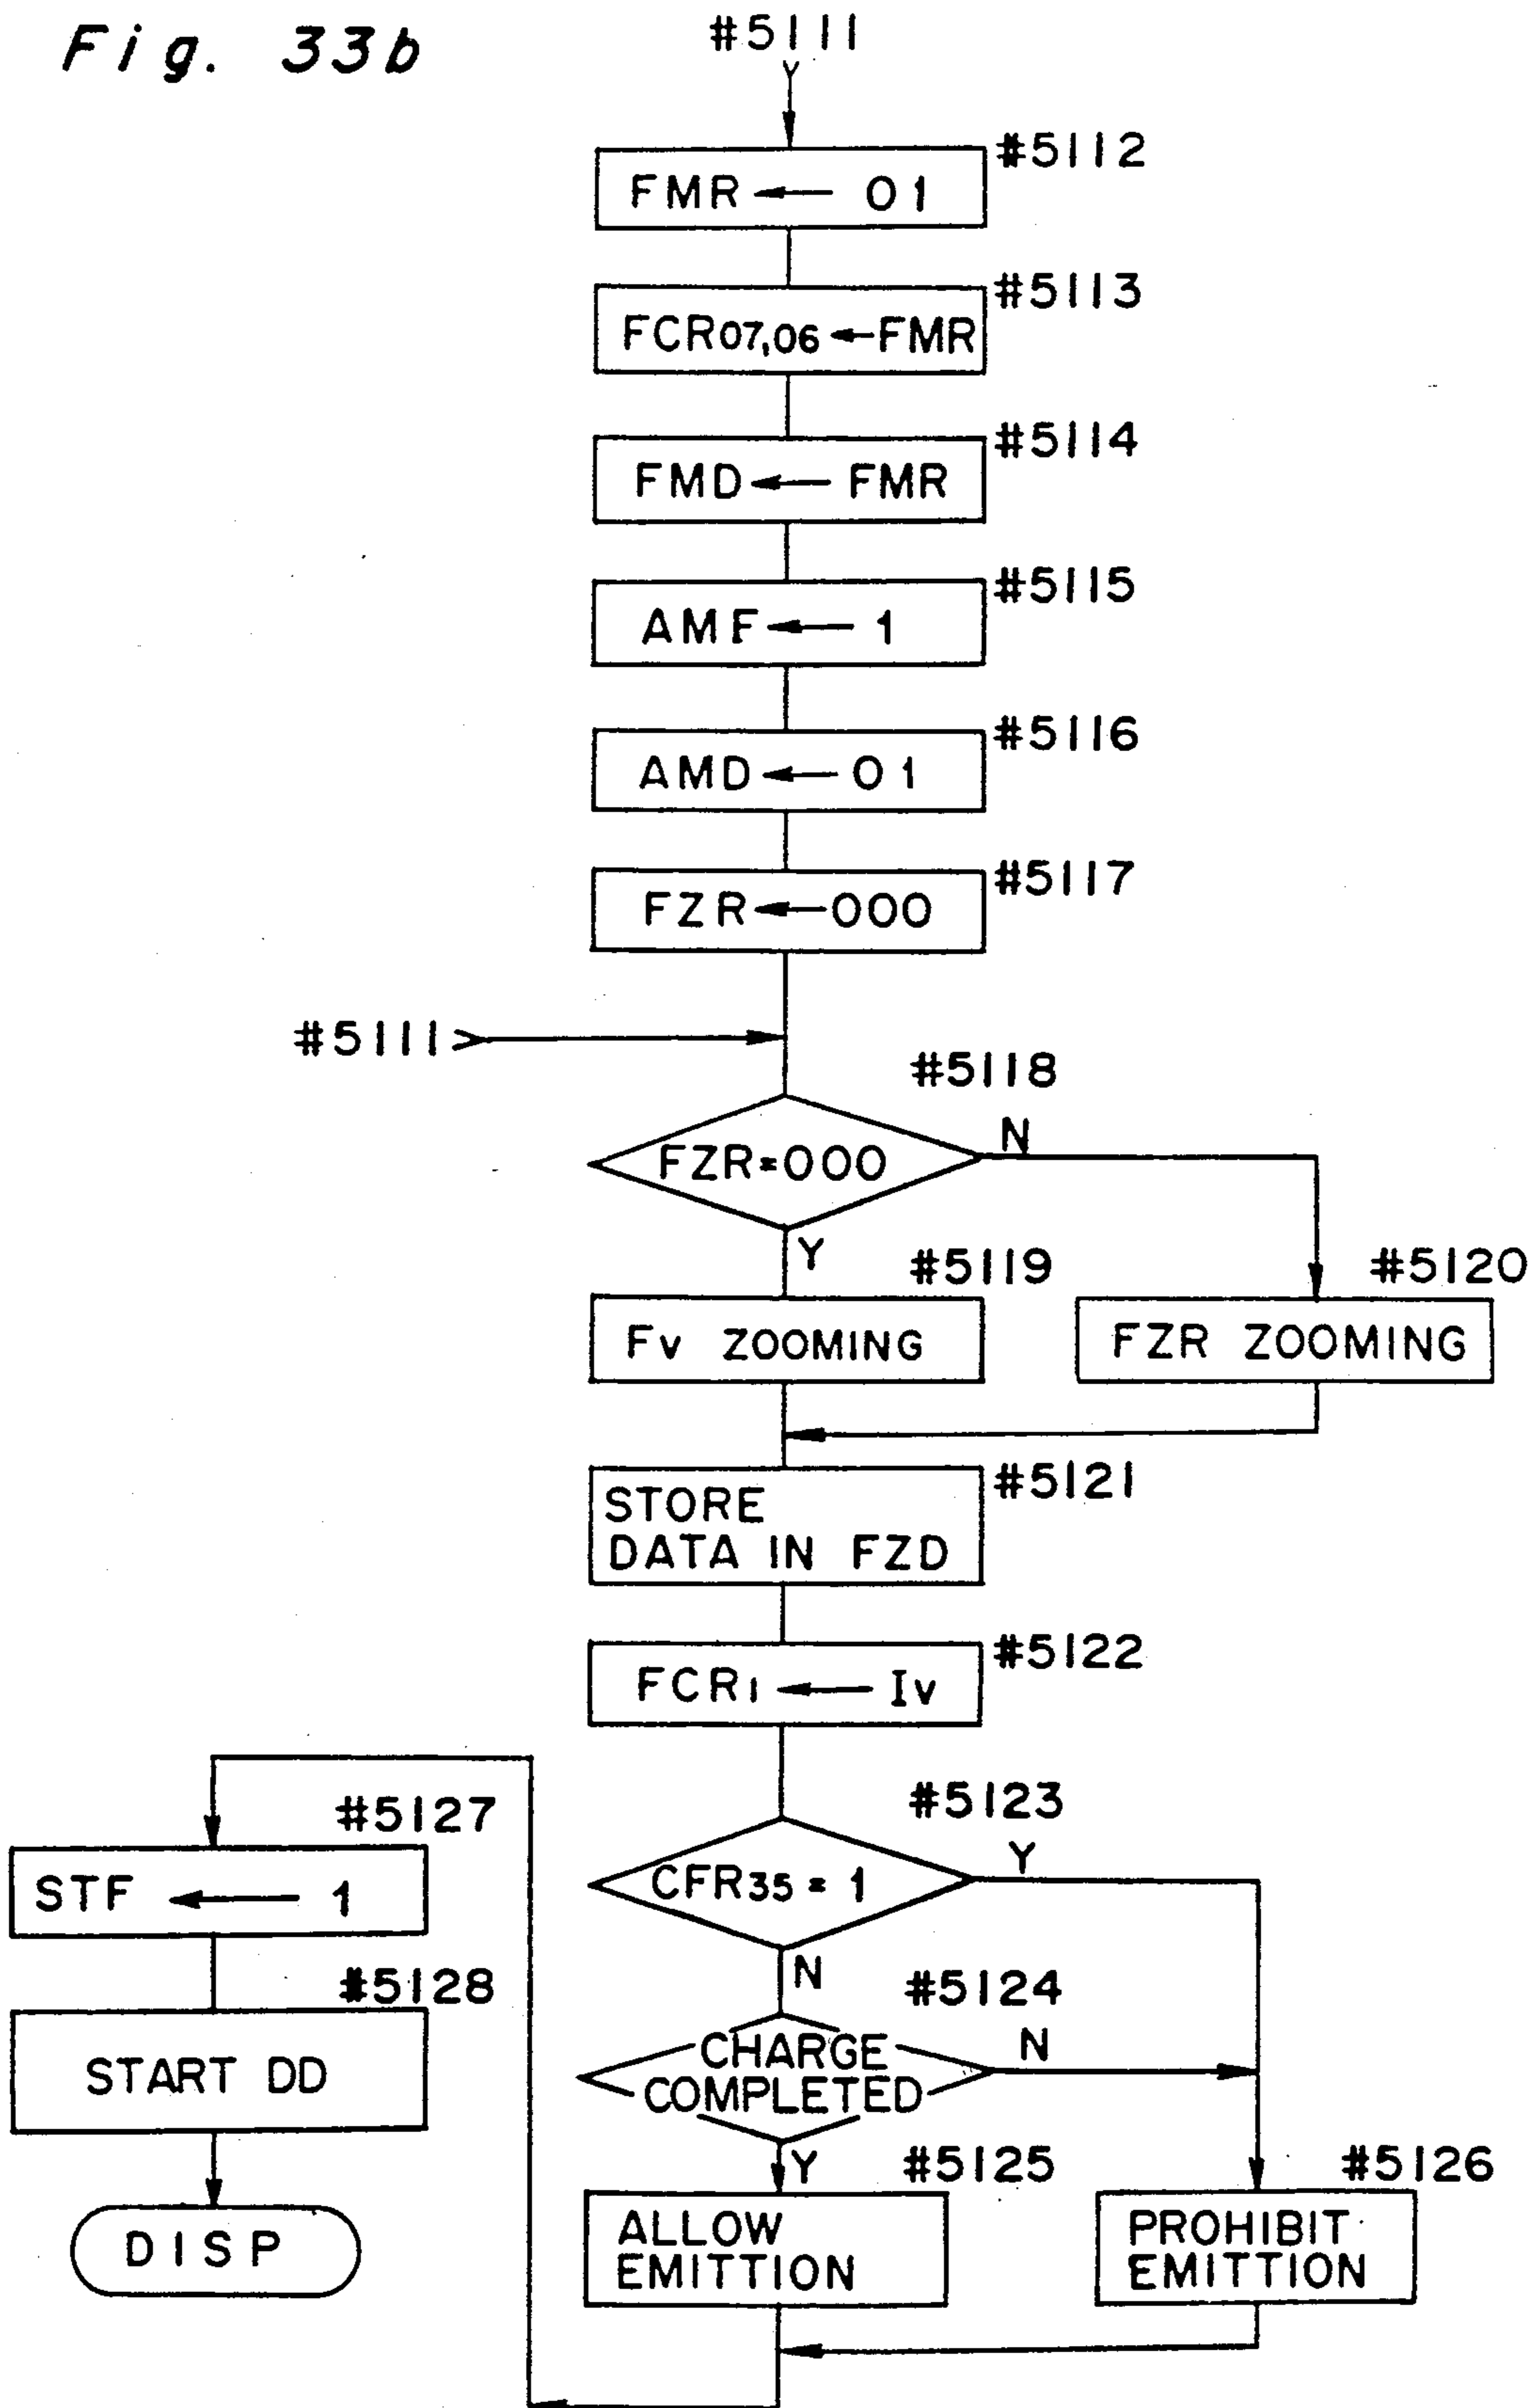 Fig. 33b
#5111
#5112
FMR ← 01
#5113
FCR07,06 ← FMR
#5114
FMD ← FMR
#5115
AMF ← 1
#5116
AMD ← 01
#5117
FZR ← 000
#5111
#5118
FZR=000
N
Y
#5119
Fv ZOOMING
#5120
FZR ZOOMING
#5121
STORE
DATA IN FZD
#5122
FCR1 ← Iv
#5123
CFR35 = 1
Y
N
#5124
CHARGE
COMPLETED
N
Y
#5125
ALLOW
EMITTION
#5126
PROHIBIT
EMITTION
#5127
STF ← 1
#5128
START DD
DISP